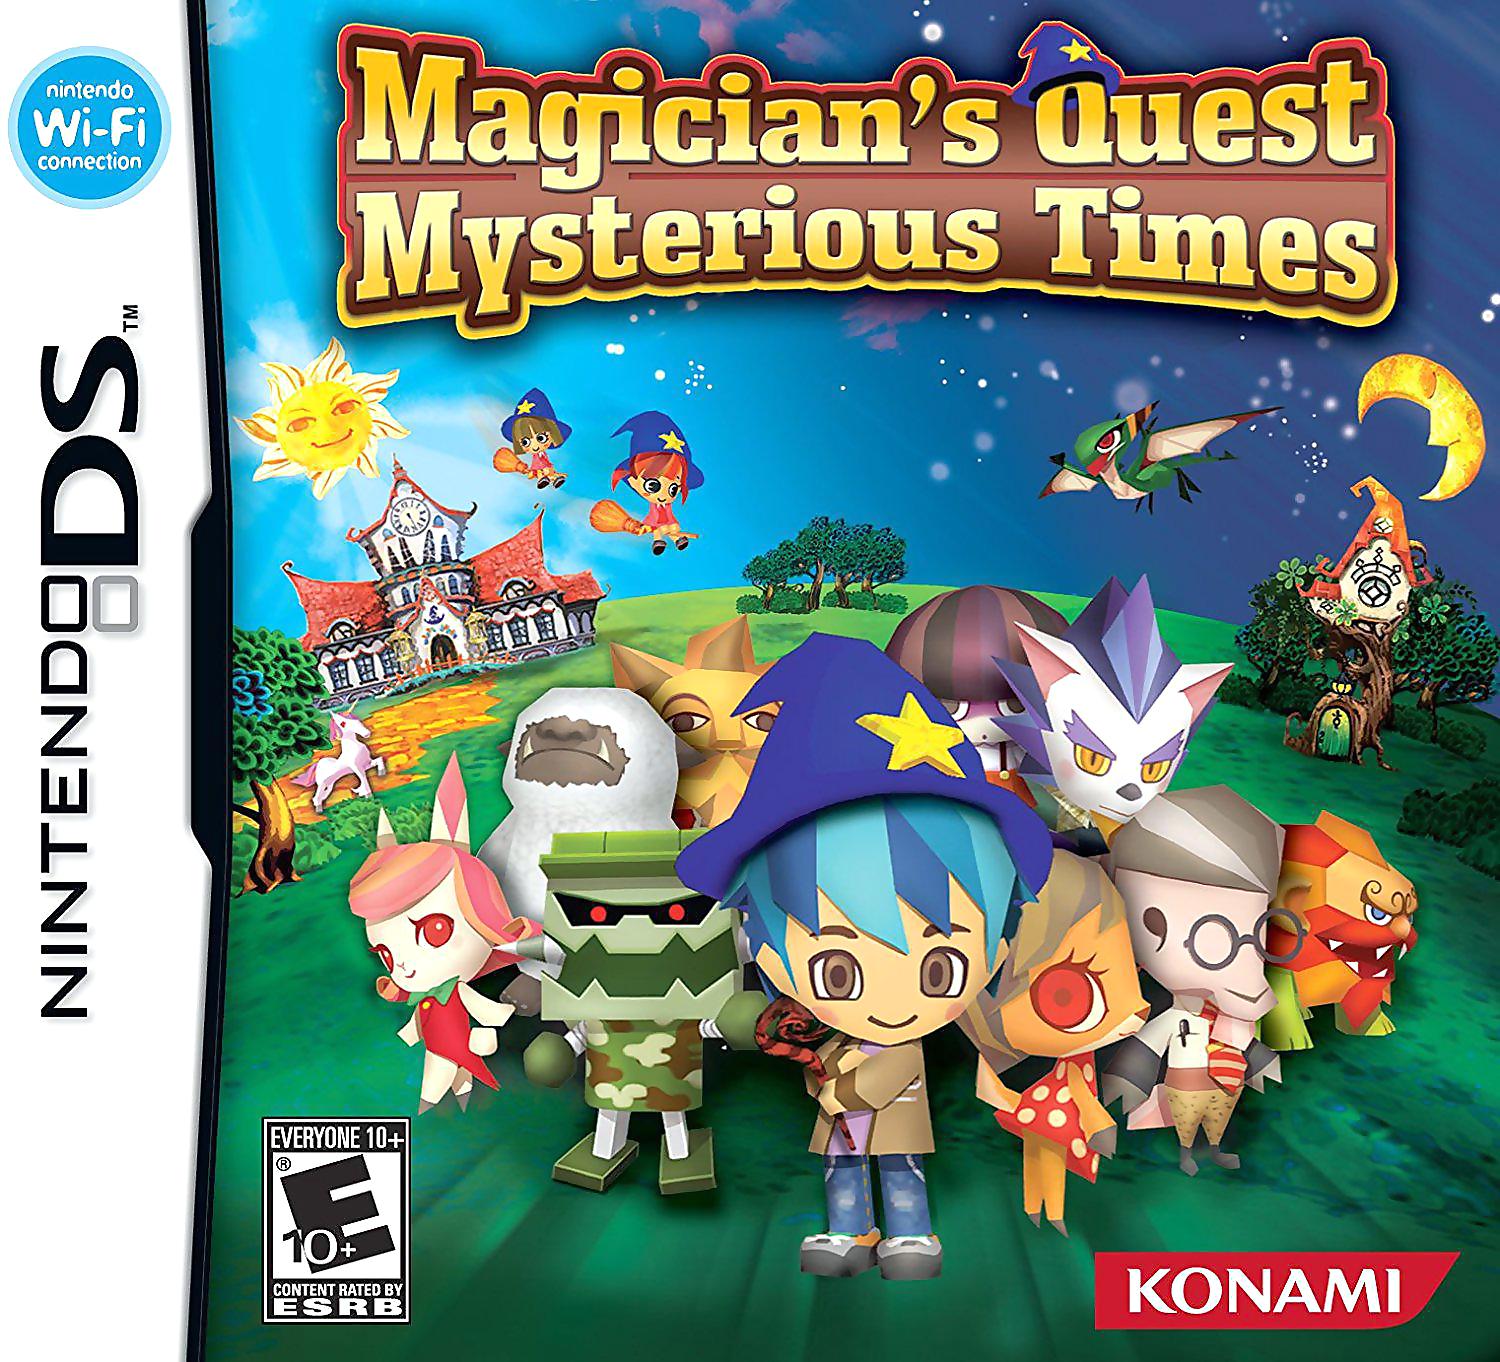 nintendo
Wi-Fi
connection
Magician's Quest
Mysterious Times
NINTENDO DS™
EVERYONE 10+
®
E
10+
CONTENT RATED BY
ESRB
KONAMI